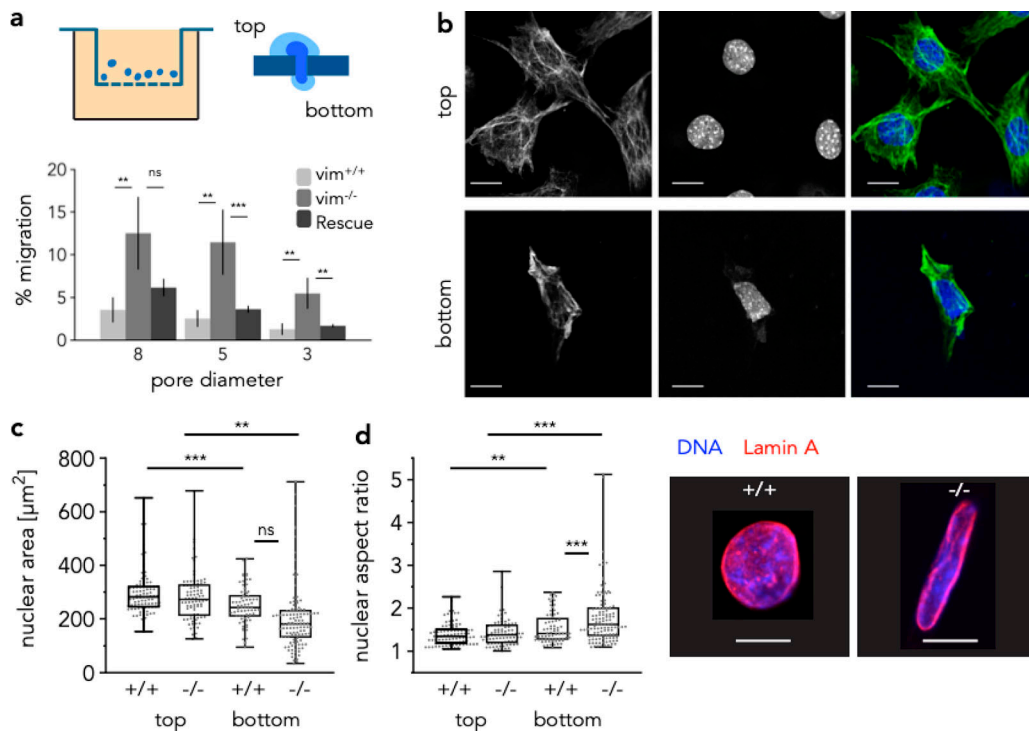 a
top
bottom
20
15
10
5
0
% migration
** ns
** ***
** **
vim+/+
vim-/-
Rescue
8 5 3
pore diameter
b
top
bottom
c
**
***
ns
800
600
400
200
0
nuclear area [µm²]
+/+ -/- +/+ -/-
top bottom
d
***
**
***
5
4
3
2
1
nuclear aspect ratio
+/+ -/- +/+ -/-
top bottom
DNA Lamin A
+/+
-/-